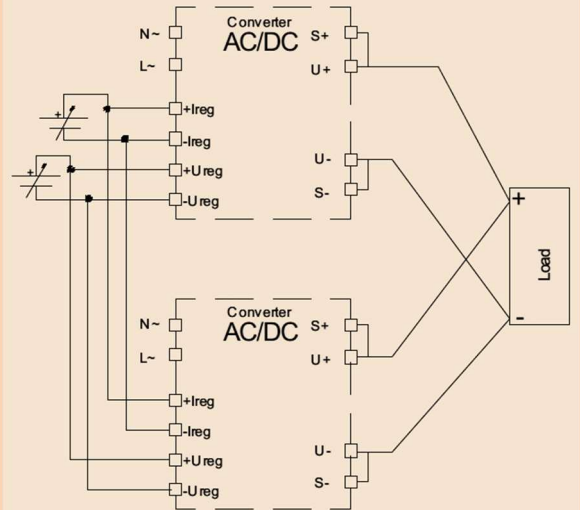 Converter
AC/DC
N~
S+
L~
U+
+Ireg
+
-Ireg
U-
+Ureg
+
S-
-Ureg
+
Load
-
Converter
AC/DC
N~
S+
L~
U+
+Ireg
-Ireg
U-
+Ureg
S-
-Ureg